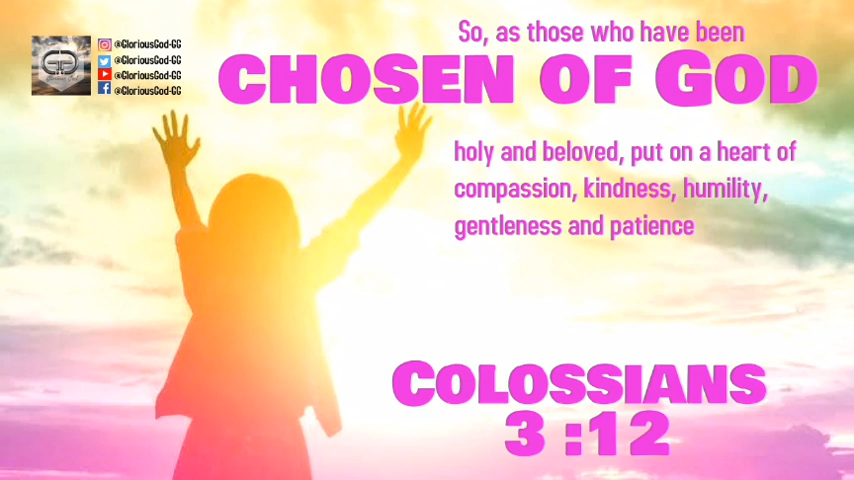 @GloriousGod-GG
@GloriousGod-GG
@GloriousGod-GG
@GloriousGod-GG
So, as those who have been
CHOSEN OF GOD
holy and beloved, put on a heart of
compassion, kindness, humility,
gentleness and patience
COLOSSIANS
3 :12